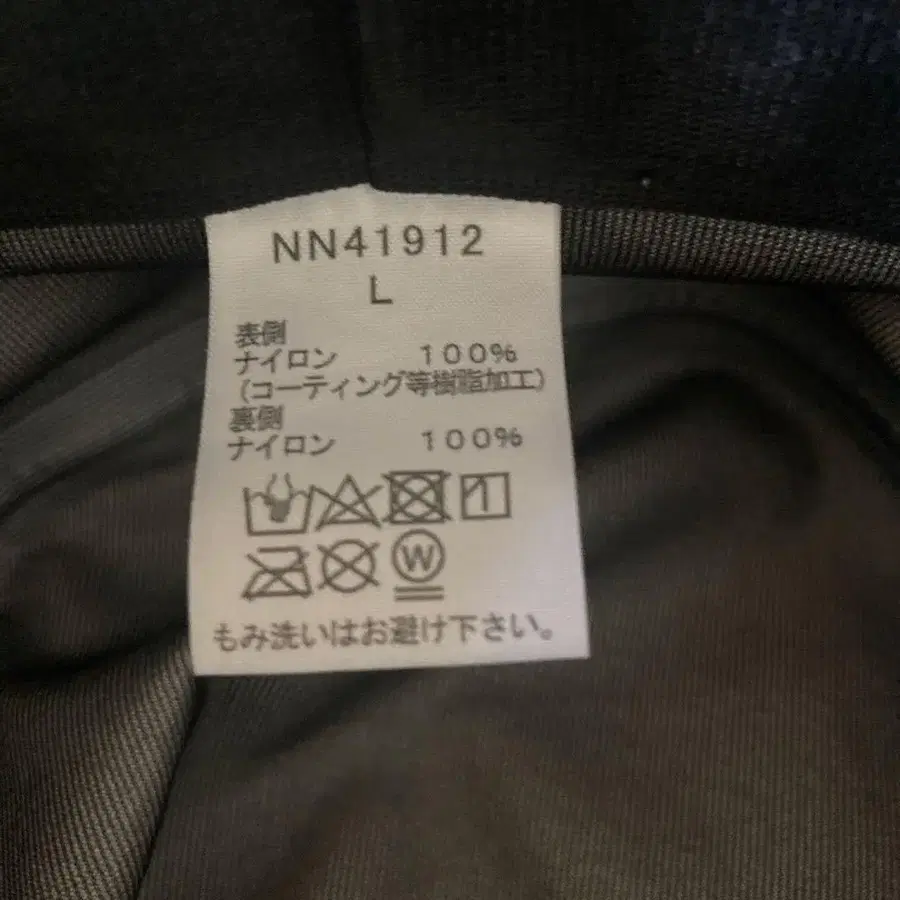 NN41912
L
表側
ナイロン 100%
(コーティング等樹脂加工)
裏側
ナイロン 100%
W
もみ洗いはお避け下さい。